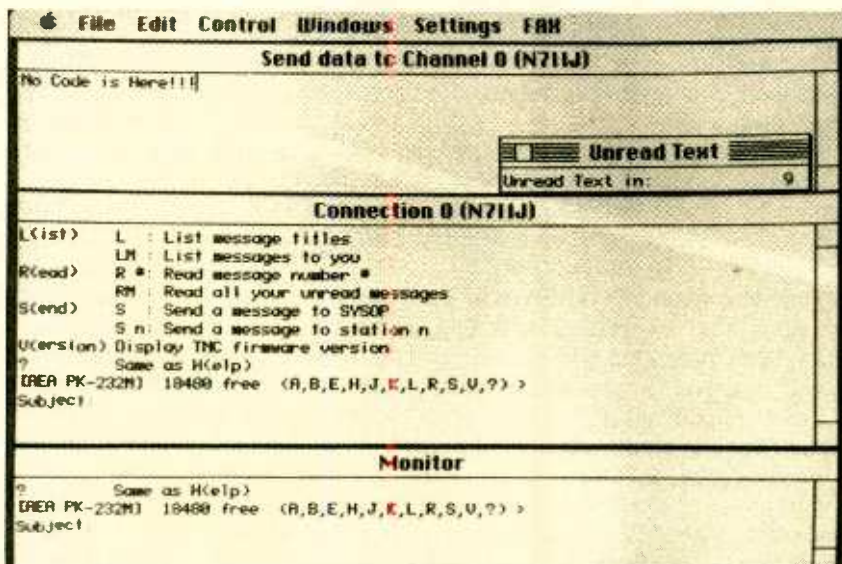 File Edit Control Windows Settings FAX
Send data to Channel 0 (N7IIJ)
No Code is Here!!!
Unread Text
Unread Text in: 9
Connection 0 (N7IIJ)
L(ist) L : List message titles
LM : List messages to you
R(ead) R #: Read message number #
RM : Read all your unread messages
S(end) S : Send a message to SYSOP
S n: Send a message to station n
V(ersion) Display TNC firmware version
? Same as H(elp)
[AEA PK-232M] 18480 free (A,B,E,H,J,K,L,R,S,V,?) >
Subject:
Monitor
? Same as H(elp)
[AEA PK-232M] 18480 free (A,B,E,H,J,K,L,R,S,V,?) >
Subject: